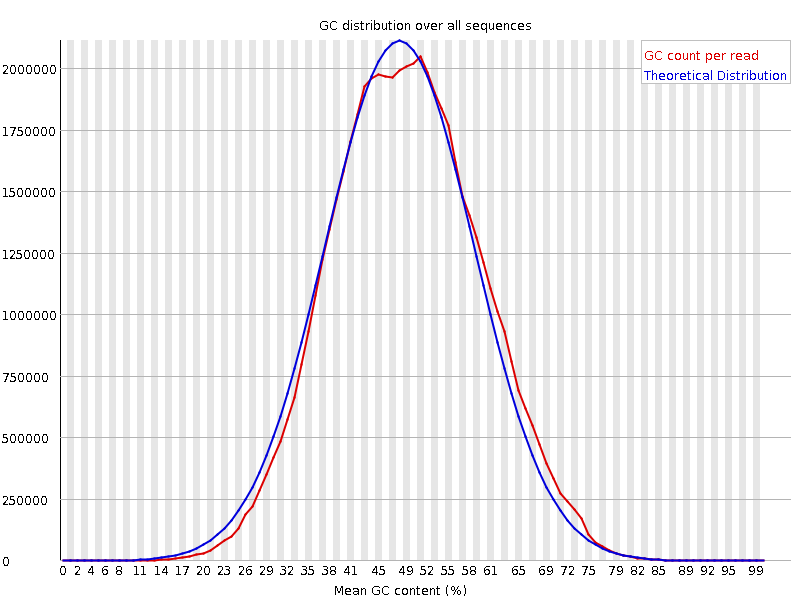 GC distribution over all sequences
GC count per read
Theoretical Distribution
2000000
1750000
1500000
1250000
1000000
750000
500000
250000
0
0 2 4 6 8 11 14 17 20 23 26 29 32 35 38 41 45 49 52 55 58 61 65 69 72 75 79 82 85 89 92 95 99
Mean GC content (%)